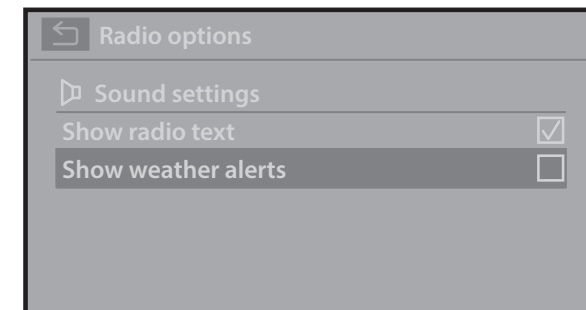 Radio options
Sound settings
Show radio text
Show weather alerts